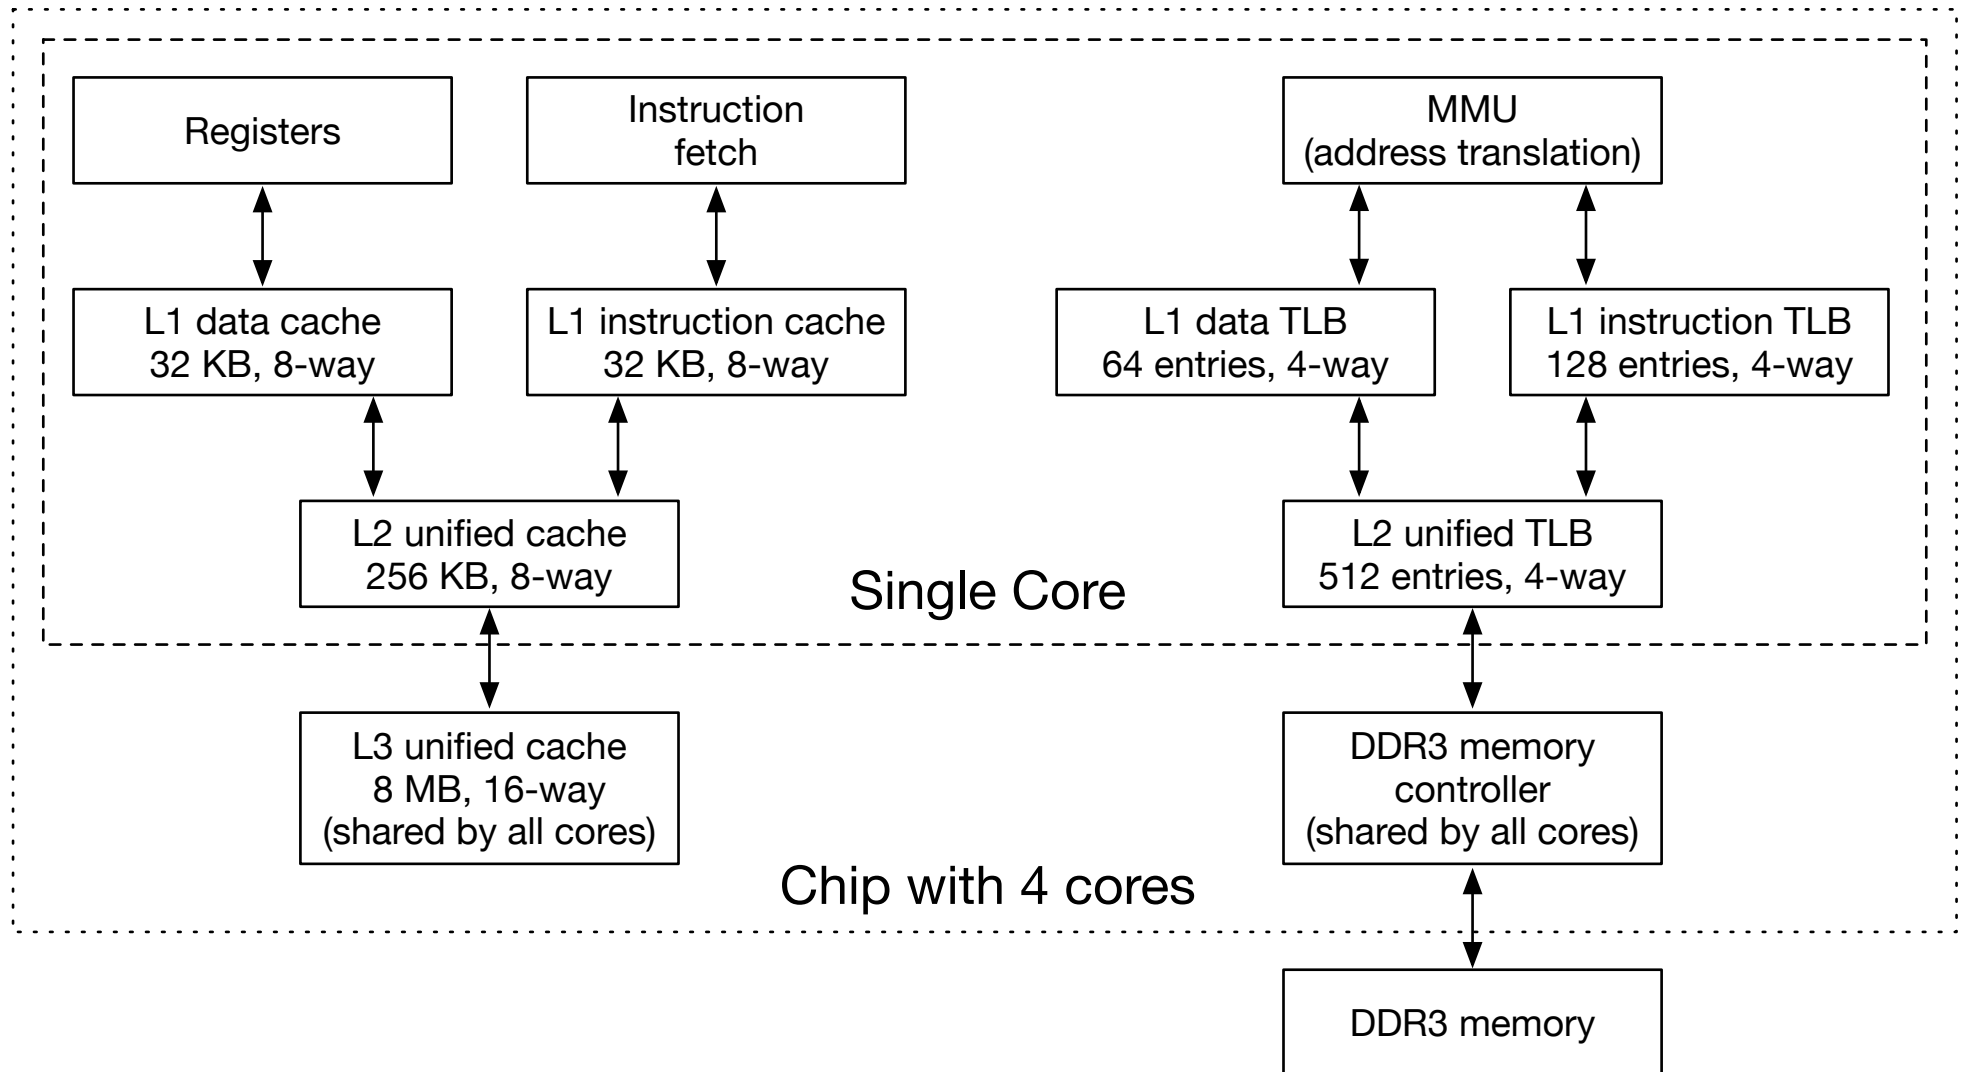 Registers
Instruction
fetch
MMU
(address translation)
L1 data cache
32 KB, 8-way
L1 instruction cache
32 KB, 8-way
L1 data TLB
64 entries, 4-way
L1 instruction TLB
128 entries, 4-way
L2 unified cache
256 KB, 8-way
Single Core
L2 unified TLB
512 entries, 4-way
L3 unified cache
8 MB, 16-way
(shared by all cores)
DDR3 memory
controller
(shared by all cores)
Chip with 4 cores
DDR3 memory